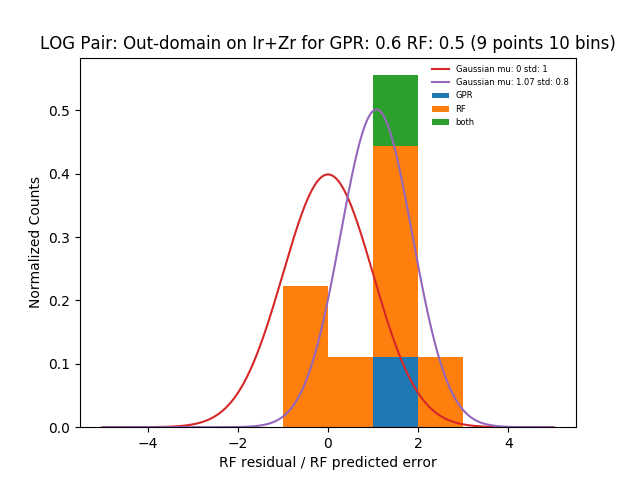 LOG Pair: Out-domain on Ir+Zr for GPR: 0.6 RF: 0.5 (9 points 10 bins)
Gaussian mu: 0 std: 1
Gaussian mu: 1.07 std: 0.8
GPR
RF
both
Normalized Counts
0.5
0.4
0.3
0.2
0.1
0.0
−4
−2
0
2
4
RF residual / RF predicted error